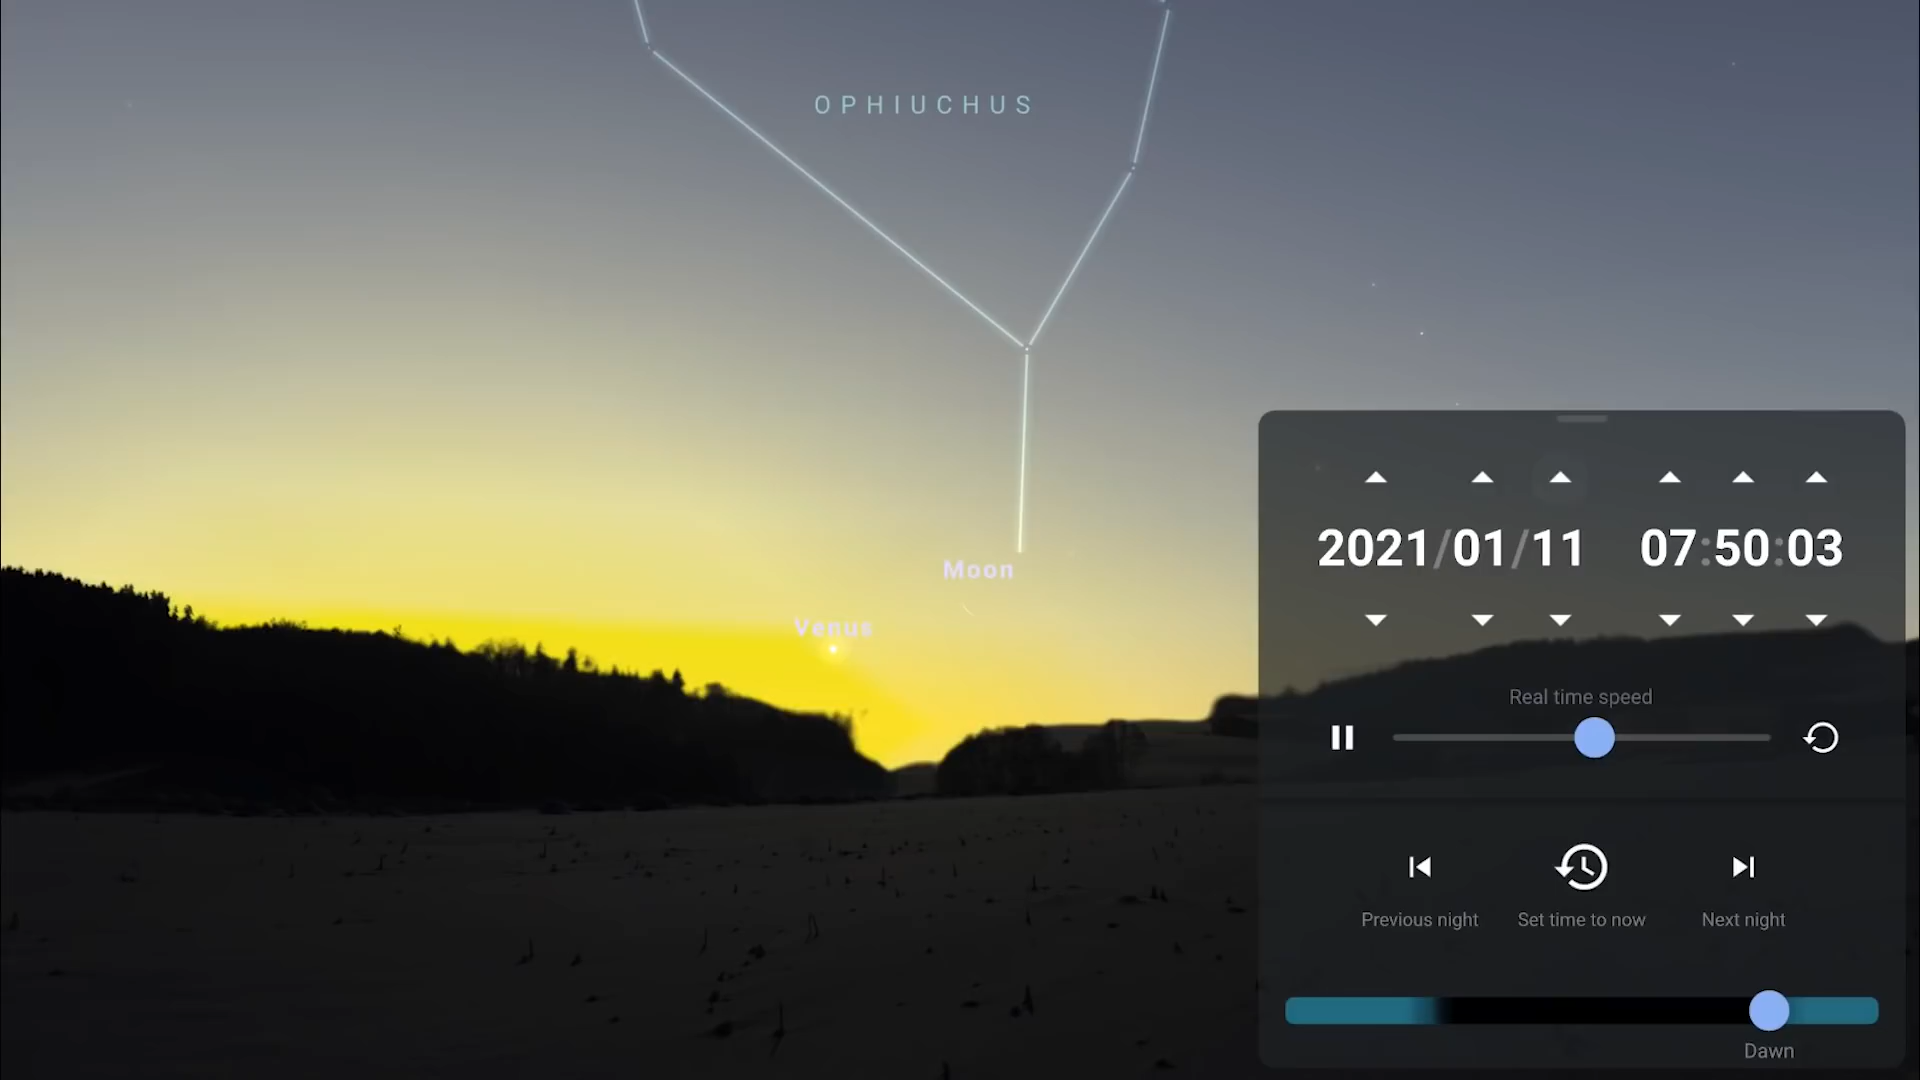 OPHIUCHUS
Moon
Venus
2021/01/11 07:50:03
Real time speed
Previous night
Set time to now
Next night
Dawn